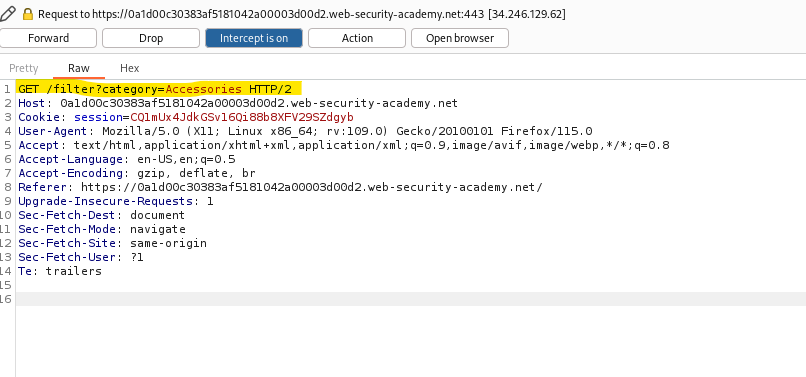 Request to https://0a1d00c30383af5181042a00003d00d2.web-security-academy.net:443 [34.246.129.62]
Forward Drop Intercept is on Action Open browser
Pretty Raw Hex
1 GET /filter?category=Accessories HTTP/2
2 Host: 0a1d00c30383af5181042a00003d00d2.web-security-academy.net
3 Cookie: session=CQ1mUx4JdkGSvl6Qi88b8XFV29SZdgyb
4 User-Agent: Mozilla/5.0 (X11; Linux x86_64; rv:109.0) Gecko/20100101 Firefox/115.0
5 Accept: text/html,application/xhtml+xml,application/xml;q=0.9,image/avif,image/webp,*/*;q=0.8
6 Accept-Language: en-US,en;q=0.5
7 Accept-Encoding: gzip, deflate, br
8 Referer: https://0a1d00c30383af5181042a00003d00d2.web-security-academy.net/
9 Upgrade-Insecure-Requests: 1
10 Sec-Fetch-Dest: document
11 Sec-Fetch-Mode: navigate
12 Sec-Fetch-Site: same-origin
13 Sec-Fetch-User: ?1
14 Te: trailers
15
16